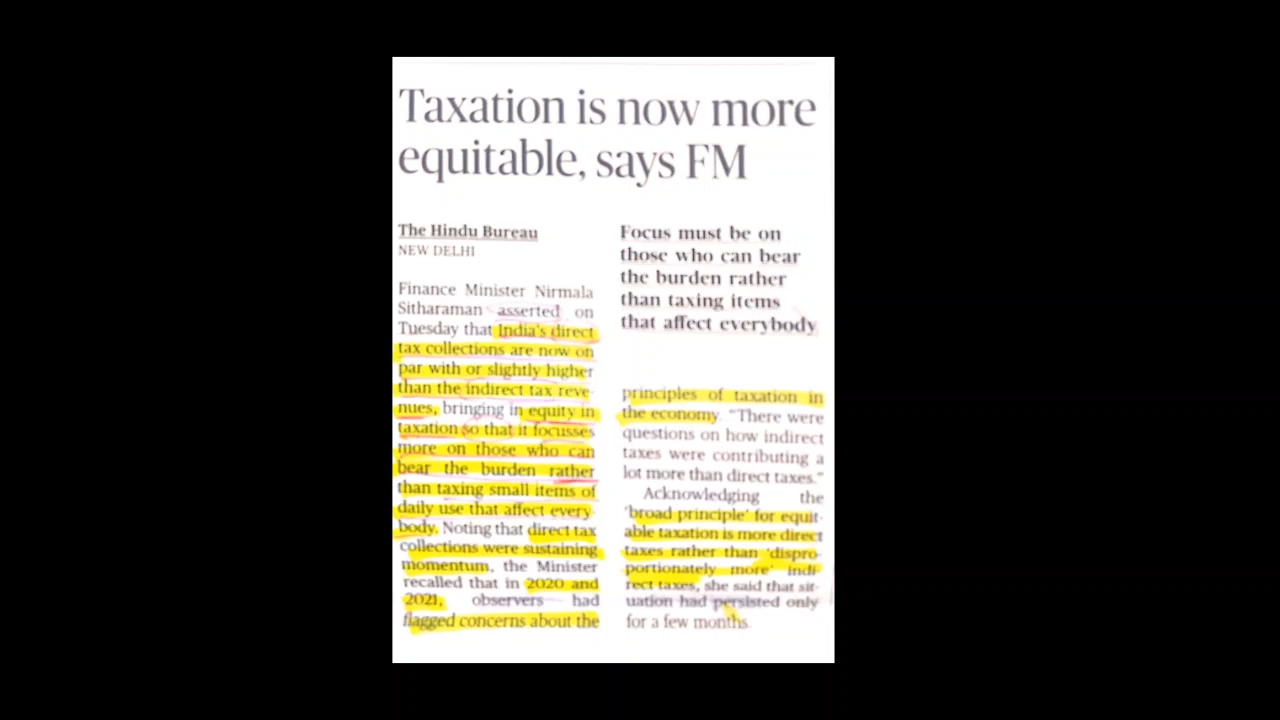 Taxation is now more
equitable, says FM
The Hindu Bureau
NEW DELHI
Finance Minister Nirmala
Sitharaman asserted on
Tuesday that India's direct
tax collections are now on
par with or slightly higher
than the indirect tax reve-
nues, bringing in equity in
taxation so that it focusses
more on those who can
bear the burden rather
than taxing small items of
daily use that affect every-
body. Noting that direct tax
collections were sustaining
momentum, the Minister
recalled that in 2020 and
2021, observers had
flagged concerns about the
Focus must be on
those who can bear
the burden rather
than taxing items
that affect everybody
principles of taxation in
the economy. “There were
questions on how indirect
taxes were contributing a
lot more than direct taxes.”
Acknowledging the
‘broad principle’ for equit-
able taxation is more direct
taxes rather than ‘dispro-
portionately more’ indi-
rect taxes, she said that sit-
uation had persisted only
for a few months.